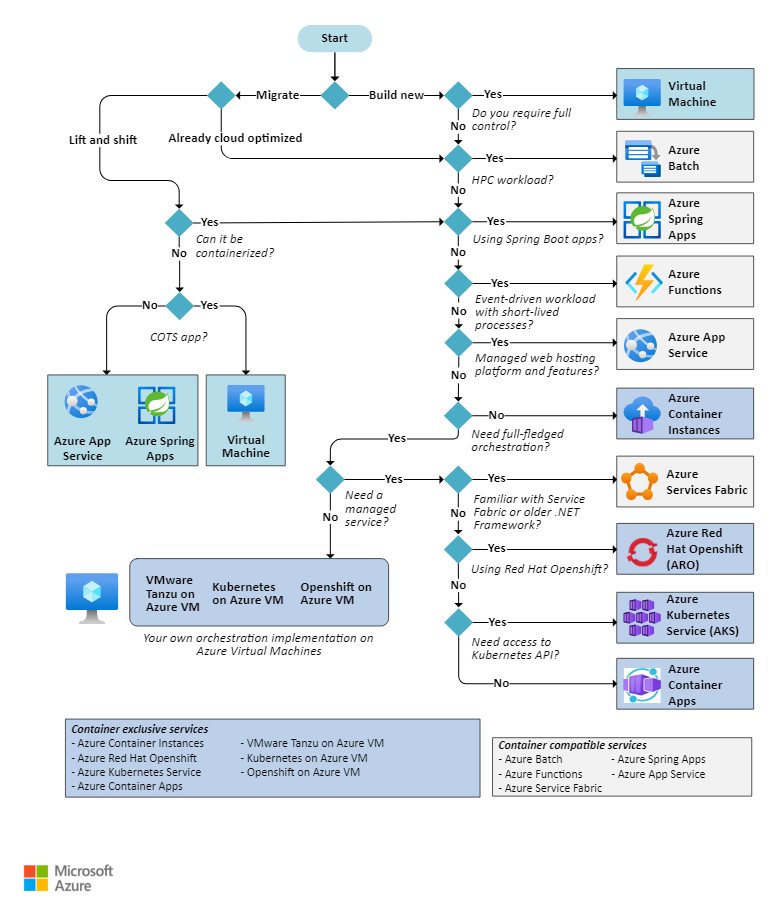 Start
Migrate
Build new
Yes
Virtual
Machine
Do you require full
control?
No
Lift and shift
Already cloud optimized
Yes
Azure
Batch
HPC workload?
No
Yes
Yes
Azure
Spring
Apps
Can it be
containerized?
No
Using Spring Boot apps?
No
Yes
Azure
Functions
Event-driven workload
with short-lived
processes?
No
No
Yes
COTS app?
Yes
Azure App
Service
Managed web hosting
platform and features?
No
Azure App
Service
Azure Spring
Apps
Virtual
Machine
No
Azure
Container
Instances
Need full-fledged
orchestration?
Yes
Yes
Need a
managed
service?
No
Yes
Azure
Services Fabric
Familiar with Service
Fabric or older .NET
Framework?
No
Yes
Azure Red
Hat Openshift
(ARO)
Using Red Hat Openshift?
No
VMware
Tanzu on
Azure VM
Kubernetes
on Azure VM
Openshift on
Azure VM
Your own orchestration implementation on
Azure Virtual Machines
Yes
Azure
Kubernetes
Service (AKS)
Need access to
Kubernetes API?
No
Azure
Container
Apps
Container exclusive services
- Azure Container Instances
- Azure Red Hat Openshift
- Azure Kubernetes Service
- Azure Container Apps
- VMware Tanzu on Azure VM
- Kubernetes on Azure VM
- Openshift on Azure VM
Container compatible services
- Azure Batch
- Azure Functions
- Azure Service Fabric
- Azure Spring Apps
- Azure App Service
Microsoft
Azure